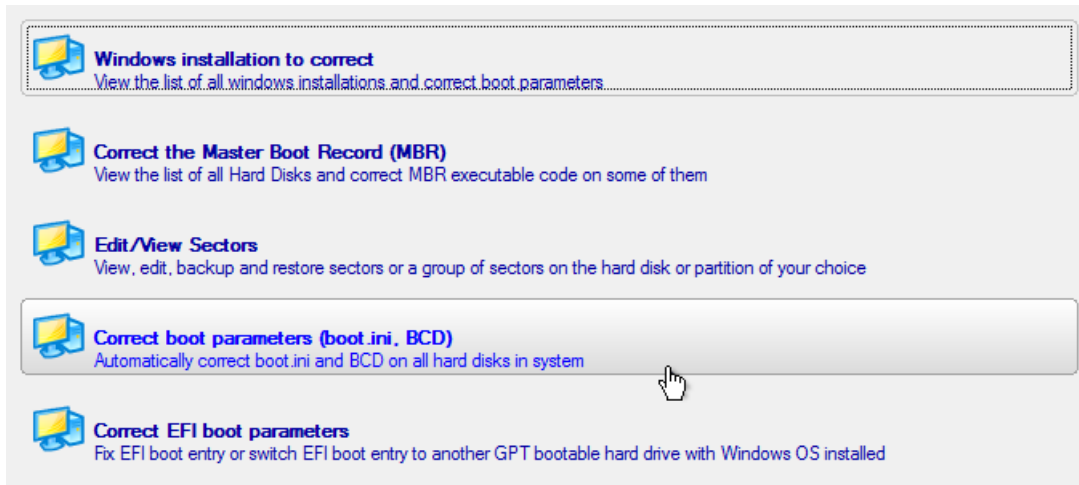 Windows installation to correct
View the list of all windows installations and correct boot parameters
Correct the Master Boot Record (MBR)
View the list of all Hard Disks and correct MBR executable code on some of them
Edit/View Sectors
View, edit, backup and restore sectors or a group of sectors on the hard disk or partition of your choice
Correct boot parameters (boot.ini, BCD)
Automatically correct boot.ini and BCD on all hard disks in system
Correct EFI boot parameters
Fix EFI boot entry or switch EFI boot entry to another GPT bootable hard drive with Windows OS installed